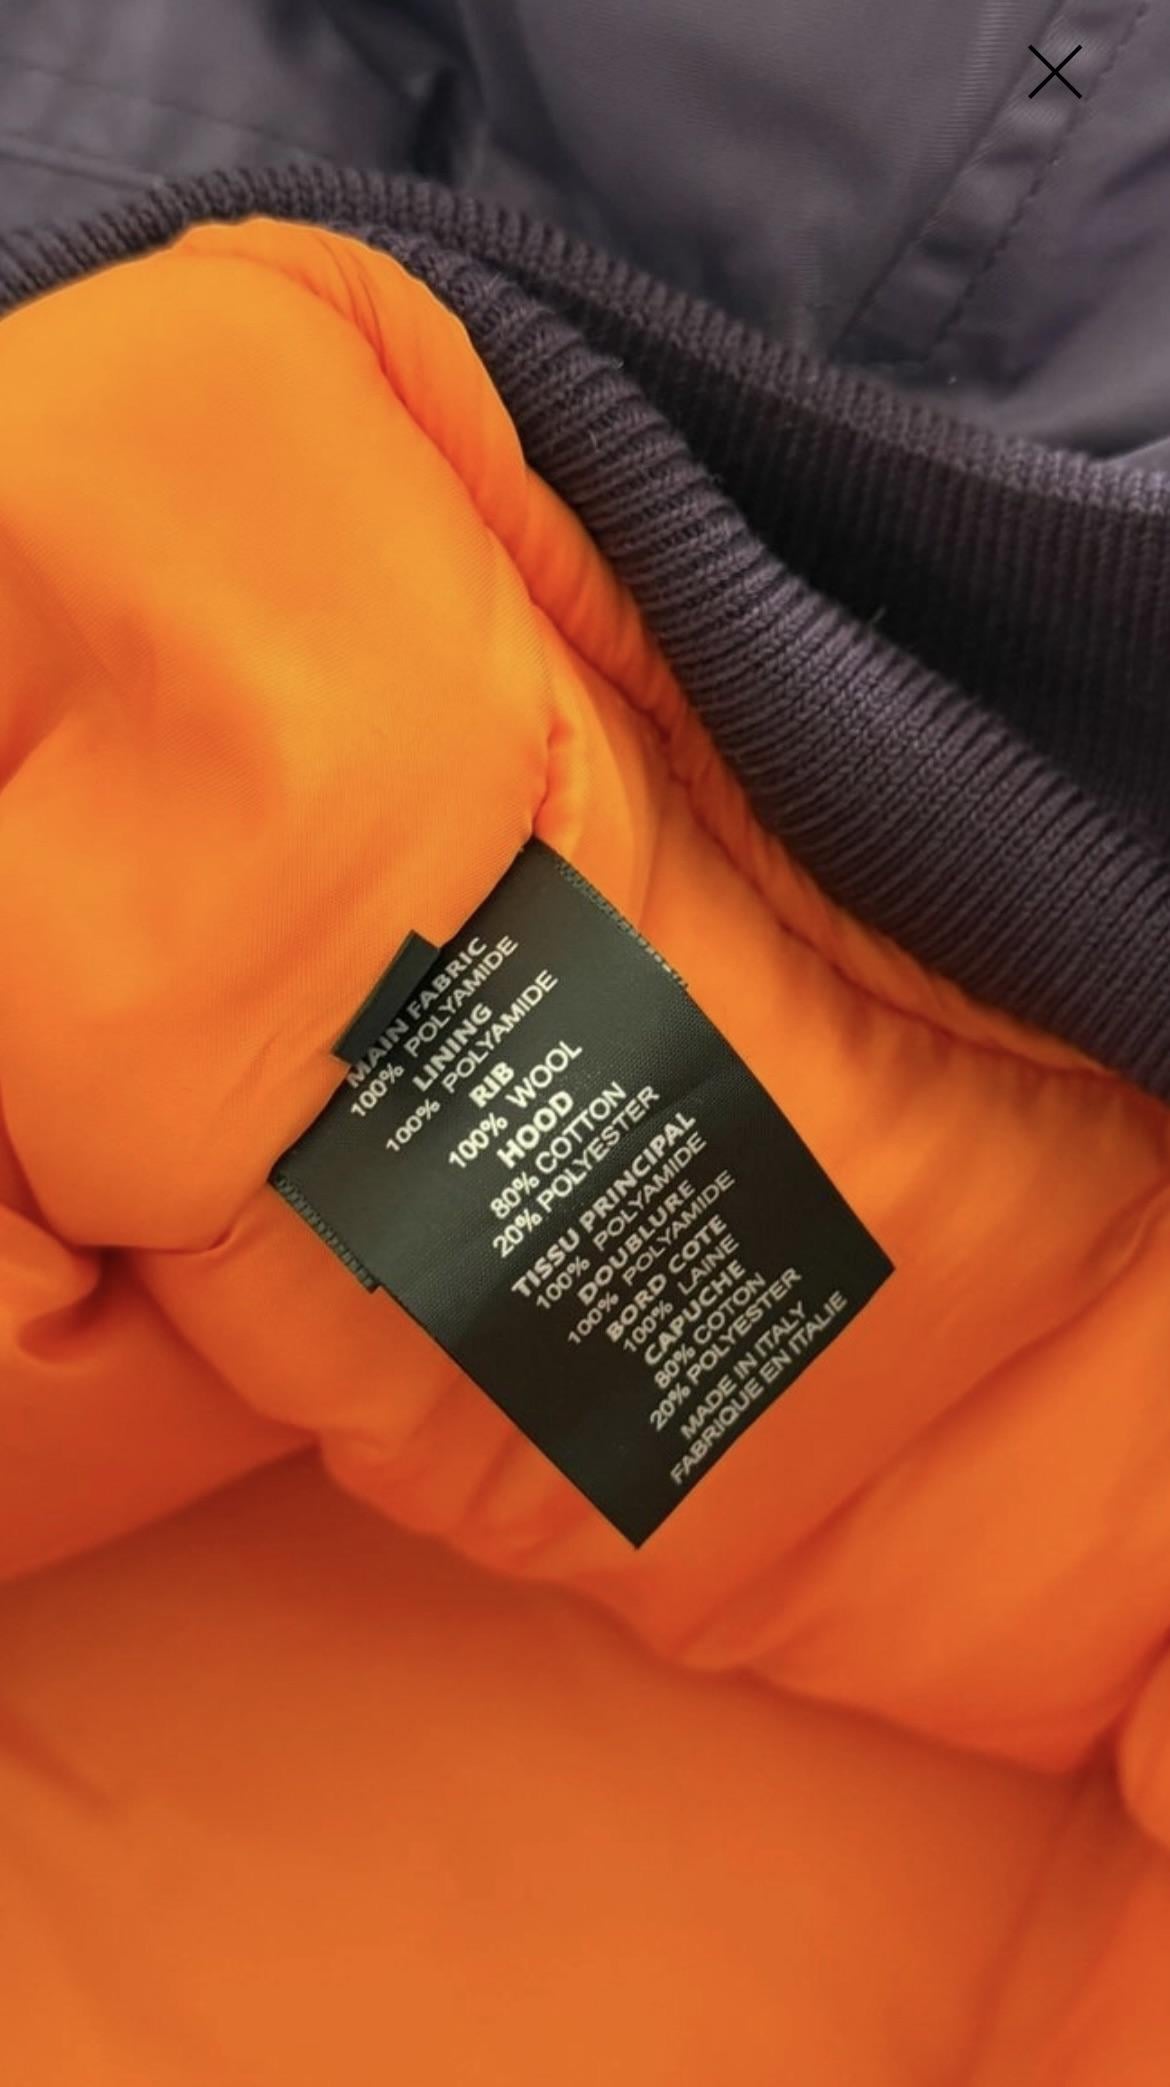 MAIN FABRIC
100% POLYAMIDE
LINING
100% POLYAMIDE
RIB
100% WOOL
HOOD
80% COTTON
20% POLYESTER
TISSU PRINCIPAL
100% POLYAMIDE
DOUBLURE
100% POLYAMIDE
BORD COTE
100% LAINE
CAPUCHE
80% COTON
20% POLYESTER
MADE IN ITALY
FABRIQUE EN ITALIE